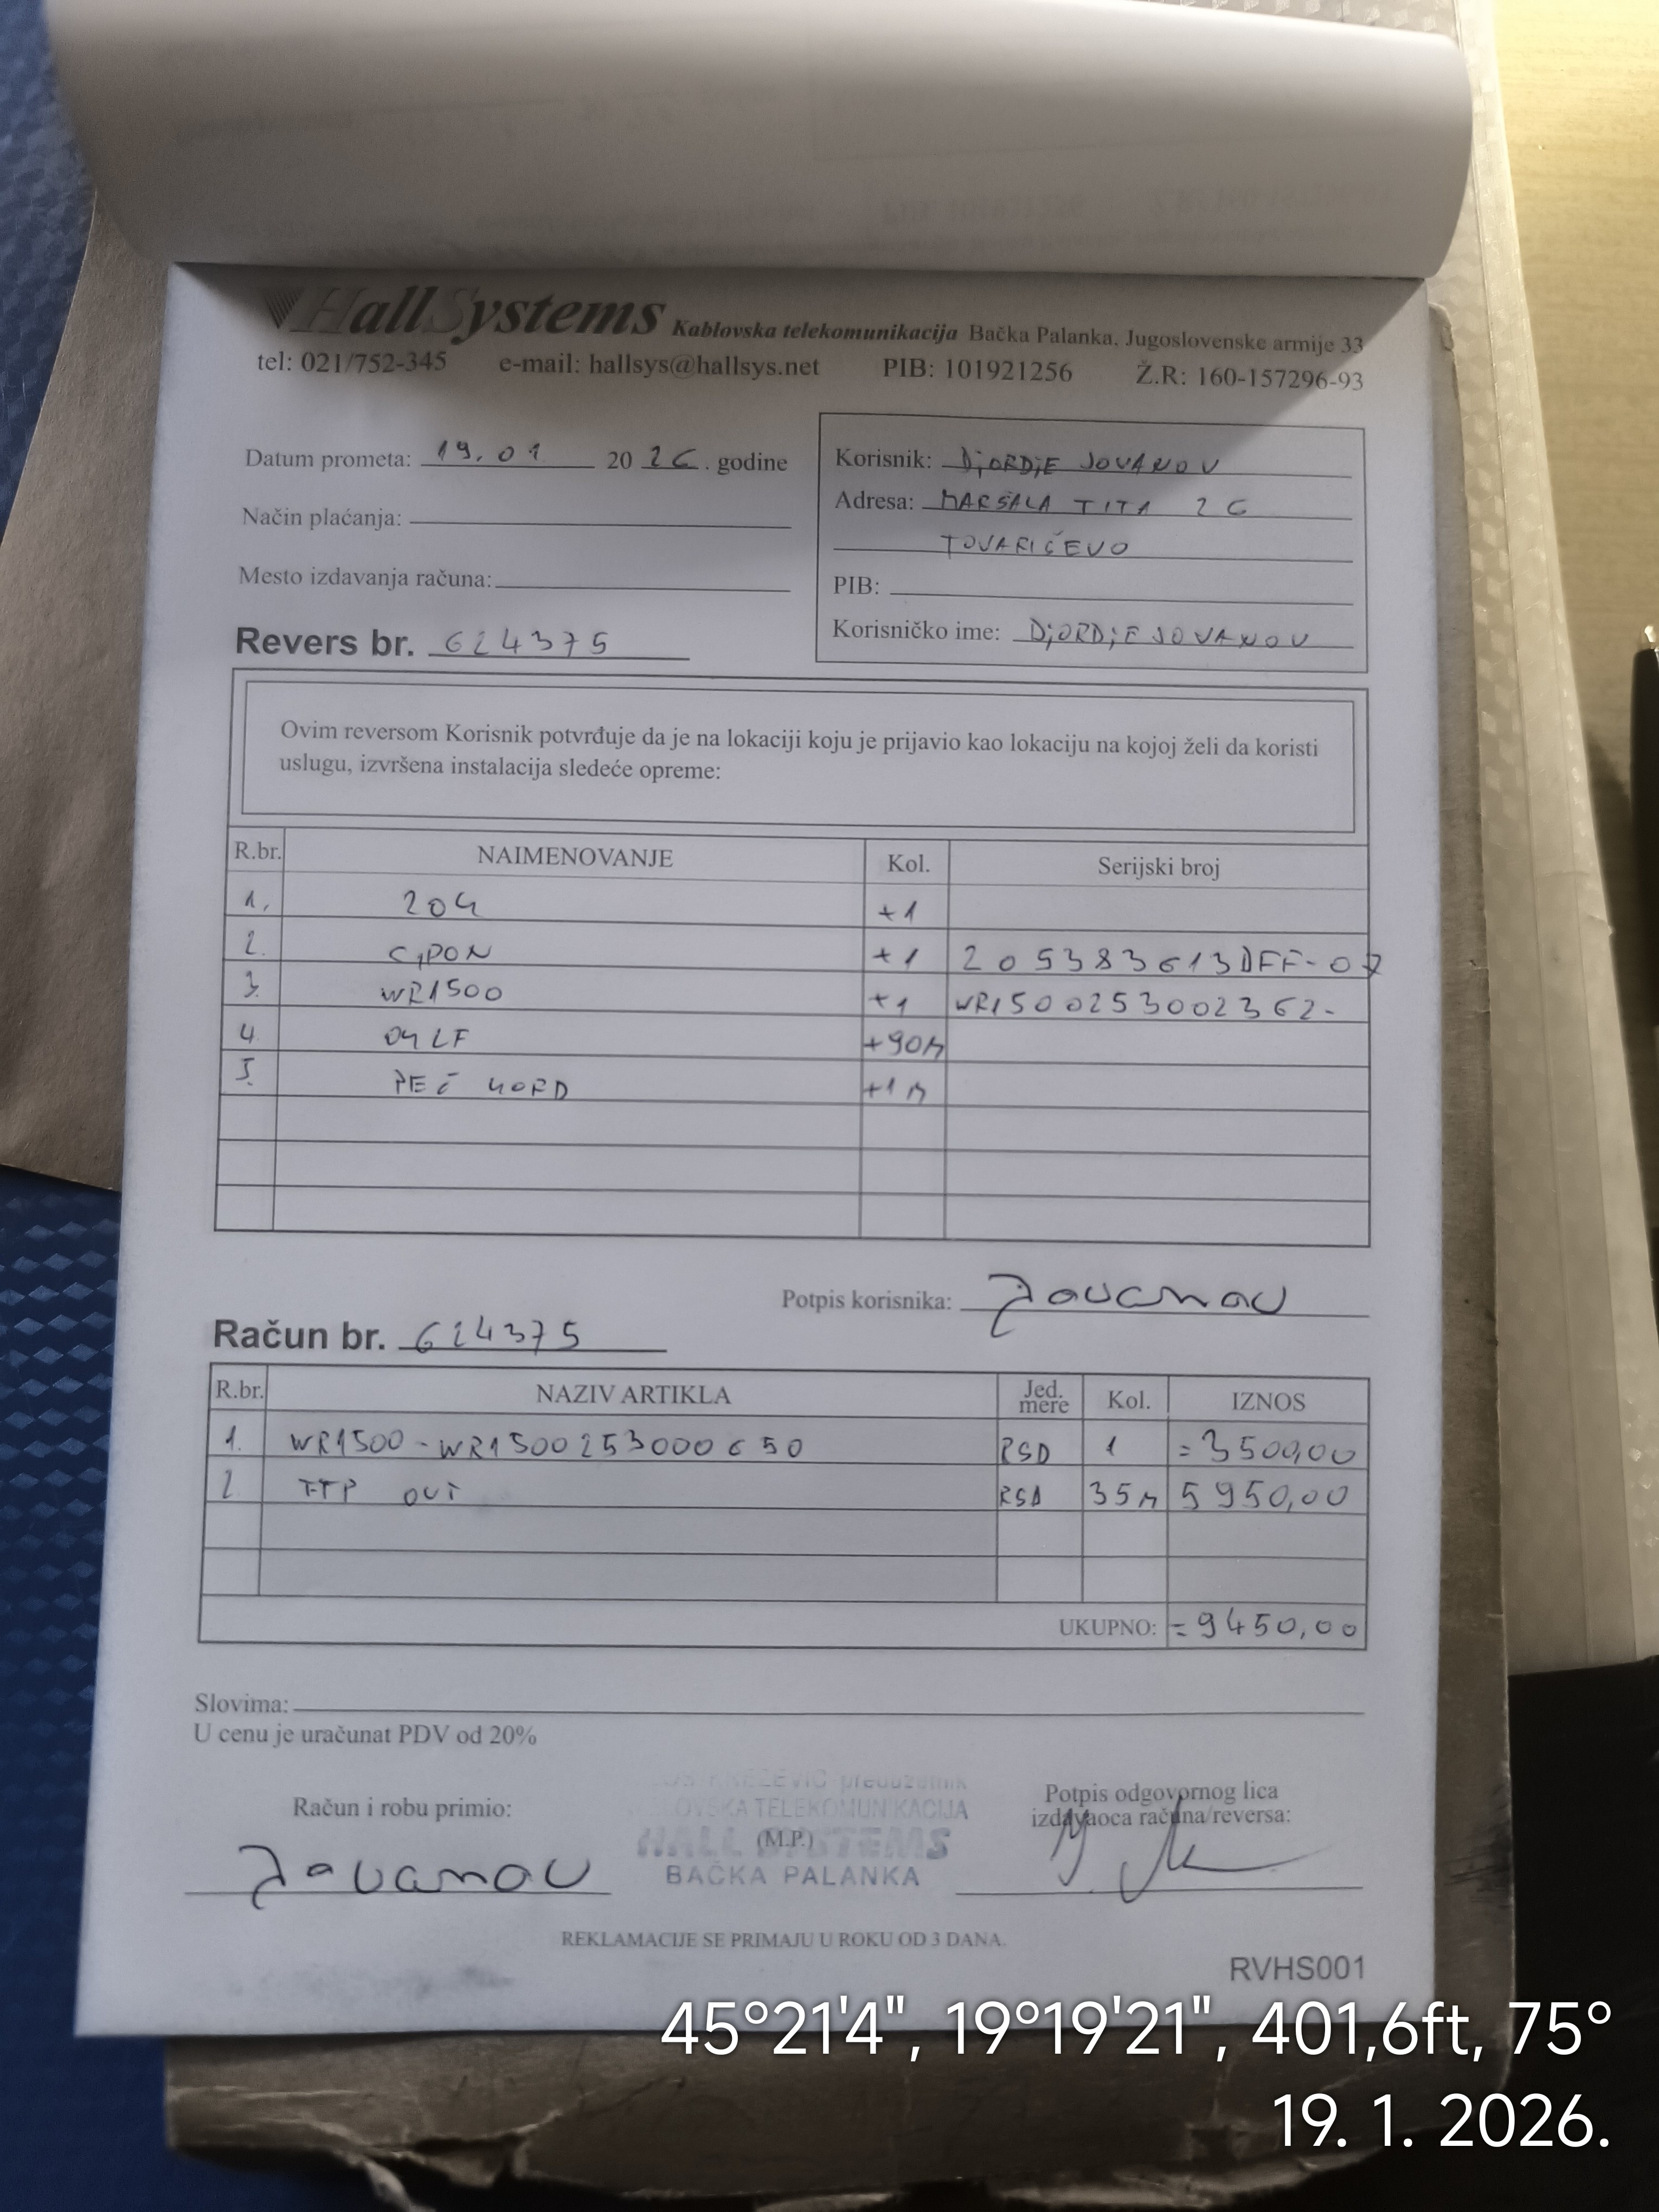 HallSystems Kablovska telekomunikacija Bačka Palanka, Jugoslovenske armije 33
tel: 021/752-345 e-mail: hallsys@hallsys.net PIB: 101921256 Ž.R: 160-157296-93
Datum prometa: 19.01 20 26. godine
Način plaćanja:
Mesto izdavanja računa:
Revers br. 624375
Korisnik: DjORDjE JOVANOV
Adresa: MARŠALA TITA 26
TOVARIŠEVO
PIB:
Korisničko ime: DjORDjEJOVANOV
Ovim reversom Korisnik potvrđuje da je na lokaciji koju je prijavio kao lokaciju na kojoj želi da koristi
uslugu, izvršena instalacija sledeće opreme:
R.br. NAIMENOVANJE Kol. Serijski broj
1. 204 +1
2. GPON +1 205383613DFF-07
3. WR1500 +1 WR1500253002362-
4. 04LF +90M
5. PEČ +1M
Potpis korisnika: Jovanov
Račun br. 624375
R.br. NAZIV ARTIKLA Jed. mere Kol. IZNOS
1. WR1500-WR1500253000650 RSD 1 =3500,00
2 FTP OUT RSD 35M 5950,00
UKUPNO: =9450,00
Slovima:
U cenu je uračunat PDV od 20%
Račun i robu primio:
Jovanov
KNEŽEVIĆ preduzetnik
TELEKOMUNIKACIJA
(M.P.)
HALL SYSTEMS
BAČKA PALANKA
Potpis odgovornog lica
izdavaoca računa/reversa:
REKLAMACIJE SE PRIMAJU U ROKU OD 3 DANA.
RVHS001
45°21'4", 19°19'21", 401,6ft, 75°
19. 1. 2026.